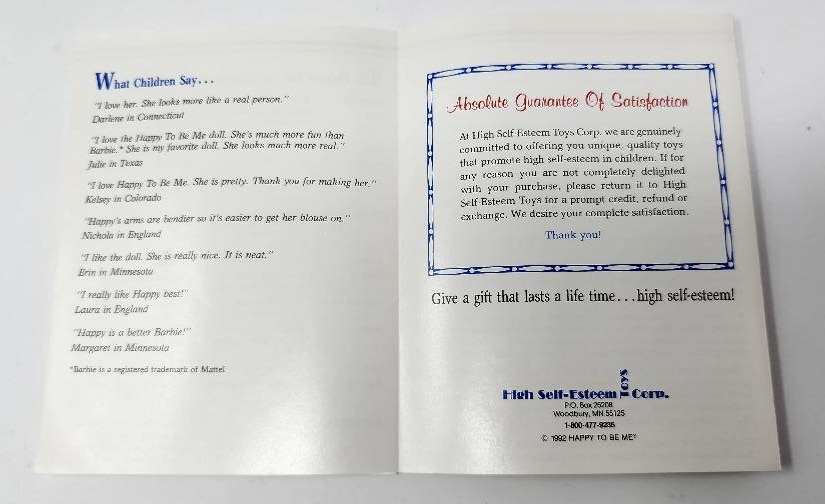 What Children Say...
"I love her. She looks more like a real person."
Darlene in Connecticut
"I love the Happy To Be Me doll. She's much more fun than
Barbie.* She is my favorite doll. She looks much more real."
Julie in Texas
"I love Happy To Be Me. She is pretty. Thank you for making her."
Kelsey in Colorado
"Happy's arms are bendier so it's easier to get her blouse on."
Nichola in England
"I like the doll. She is really nice. It is neat."
Erin in Minnesota
"I really like Happy best!"
Laura in England
"Happy is a better Barbie!"
Margaret in Minnesota
*Barbie is a registered trademark of Mattel
Absolute Guarantee Of Satisfaction
At High Self Esteem Toys Corp. we are genuinely
committed to offering you unique, quality toys
that promote high self-esteem in children. If for
any reason you are not completely delighted
with your purchase, please return it to High
Self-Esteem Toys for a prompt credit, refund or
exchange. We desire your complete satisfaction.
Thank you!
Give a gift that lasts a life time...high self-esteem!
High Self-Esteem Toys Corp.
P.O. Box 25208
Woodbury, MN 55125
1-800-477-9235
© 1992 HAPPY TO BE ME